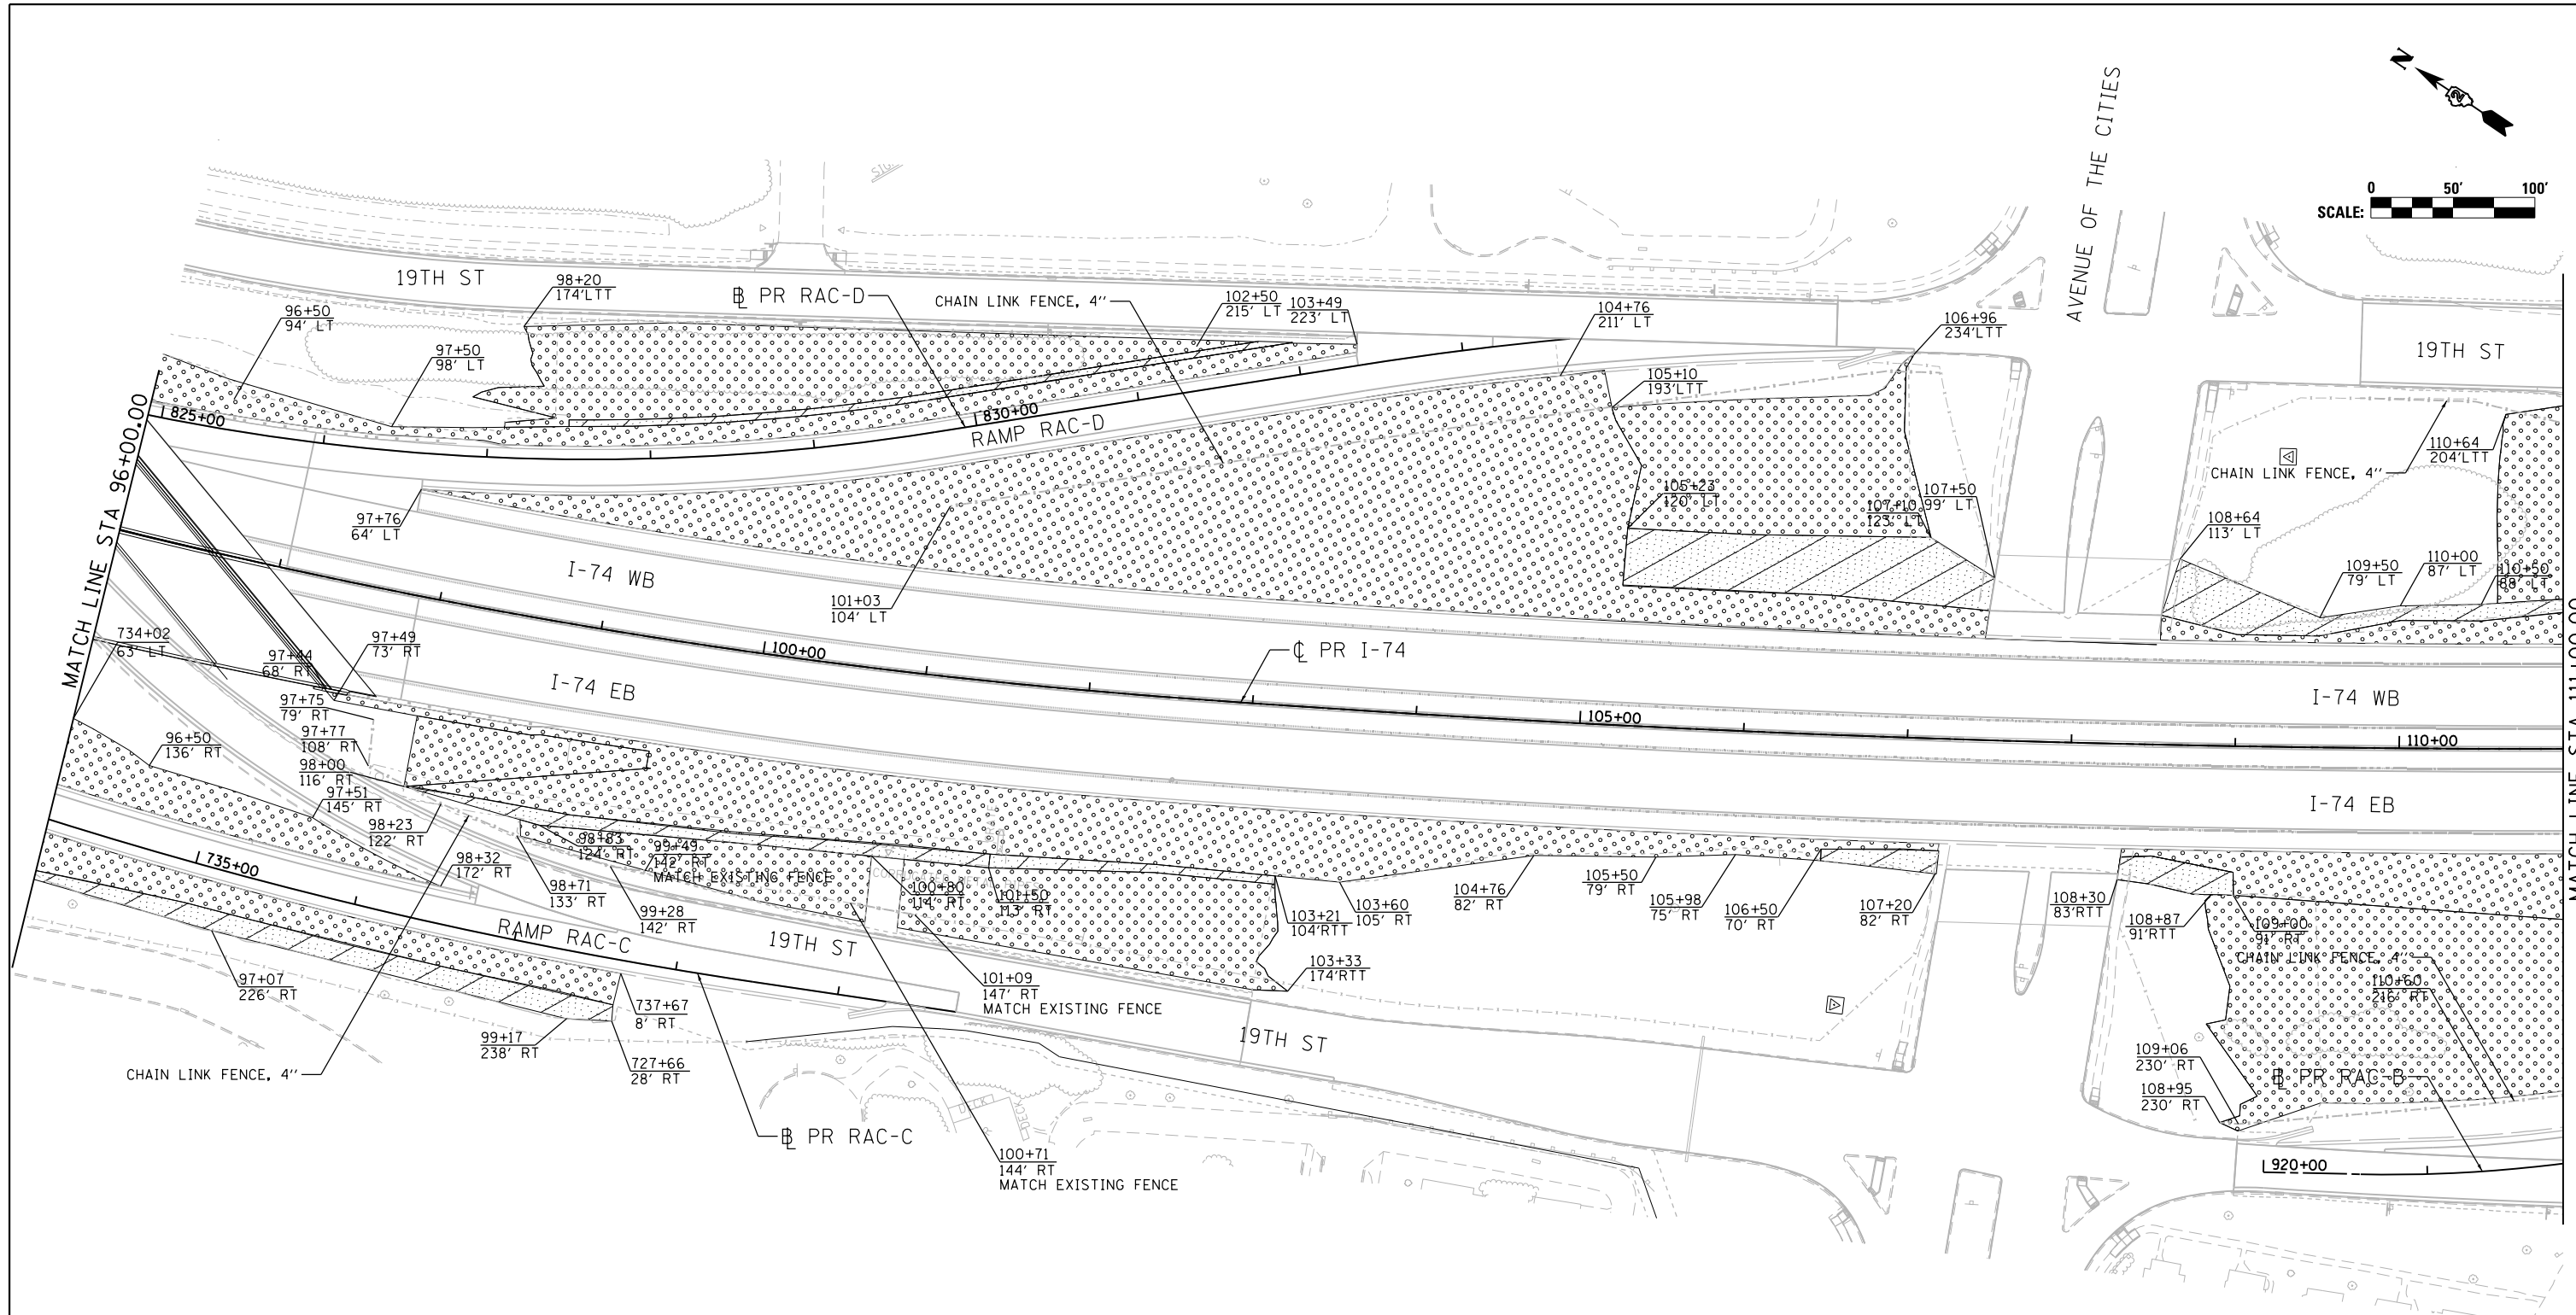 N
2
0 50' 100'
SCALE:
AVENUE OF THE CITIES
19TH ST
98+20
174'LTT
℄ PR RAC-D
CHAIN LINK FENCE, 4"
102+50
215' LT
103+49
223' LT
104+76
211' LT
106+96
234'LTT
96+50
94' LT
97+50
98' LT
19TH ST
105+10
193'LTT
MATCH LINE STA 96+00.00
825+00
830+00
RAMP RAC-D
110+64
204'LTT
CHAIN LINK FENCE, 4"
97+76
64' LT
105+23
120' LT
107+10
123' LT
107+50
99' LT
108+64
113' LT
109+50
79' LT
110+00
87' LT
110+50
88' LT
I-74 WB
101+03
104' LT
734+02
63' LT
97+44
68' RT
97+49
73' RT
100+00
℄ PR I-74
I-74 EB
97+75
79' RT
97+77
108' RT
105+00
I-74 WB
110+00
MATCH LINE STA 111+00.00
96+50
136' RT
98+00
116' RT
97+51
145' RT
98+23
122' RT
I-74 EB
98+83
124' RT
99+49
142' RT
MATCH EXISTING FENCE
735+00
98+32
172' RT
98+71
133' RT
99+28
142' RT
100+80
114' RT
101+50
113' RT
103+21
104'RTT
103+60
105' RT
104+76
82' RT
105+50
79' RT
105+98
75' RT
106+50
70' RT
107+20
82' RT
108+30
83'RTT
108+87
91'RTT
109+00
91' RT
CHAIN LINK FENCE, 4"
RAMP RAC-C
19TH ST
97+07
226' RT
101+09
147' RT
MATCH EXISTING FENCE
103+33
174'RTT
110+60
216' RT
737+67
8' RT
99+17
238' RT
727+66
28' RT
19TH ST
109+06
230' RT
CHAIN LINK FENCE, 4"
℄ PR RAC-B
108+95
230' RT
DECK
DECK
℄ PR RAC-C
100+71
144' RT
MATCH EXISTING FENCE
920+00